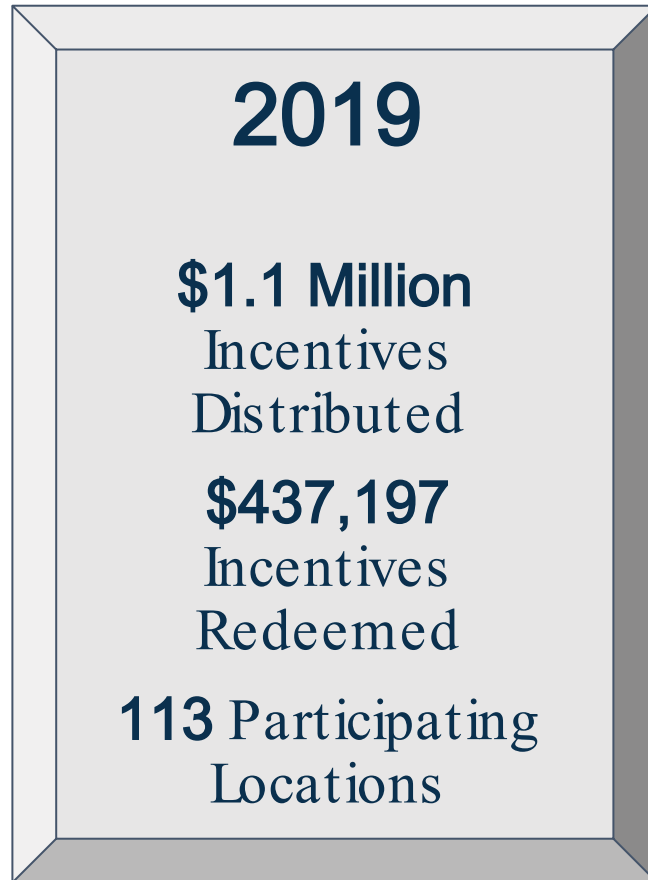 2019
$1.1 Million
Incentives
Distributed
$437,197
Incentives
Redeemed
113 Participating
Locations